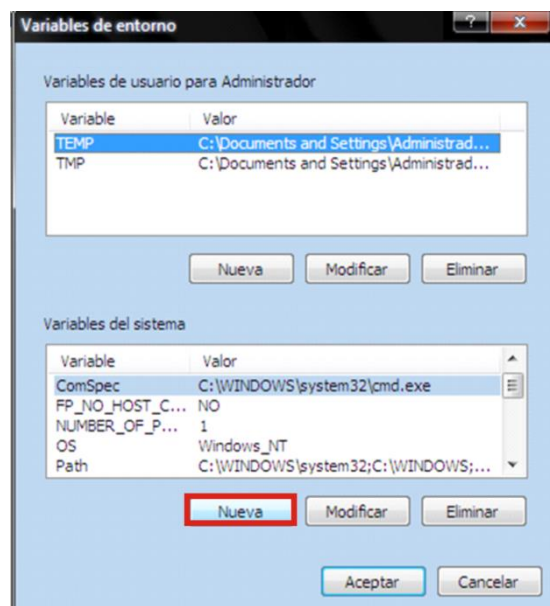 Variables de entorno
Variables de usuario para Administrador
Variable Valor
TEMP C:\Documents and Settings\Administrad...
TMP C:\Documents and Settings\Administrad...
Nueva Modificar Eliminar
Variables del sistema
Variable Valor
ComSpec C:\WINDOWS\system32\cmd.exe
FP_NO_HOST_C... NO
NUMBER_OF_P... 1
OS Windows_NT
Path C:\WINDOWS\system32;C:\WINDOWS;...
Nueva Modificar Eliminar
Aceptar Cancelar